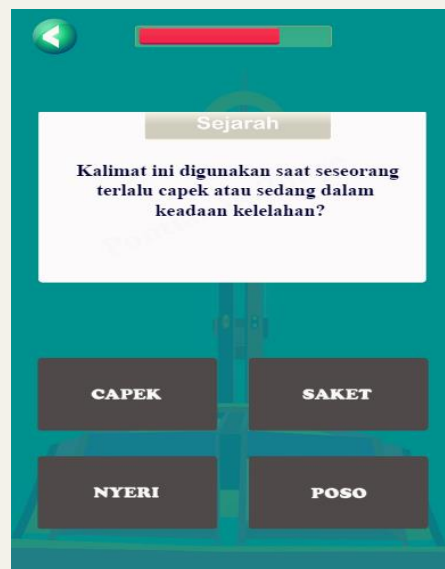 Sejarah
Kalimat ini digunakan saat seseorang
terlalu capek atau sedang dalam
keadaan kelelahan?
CAPEK
SAKET
NYERI
POSO